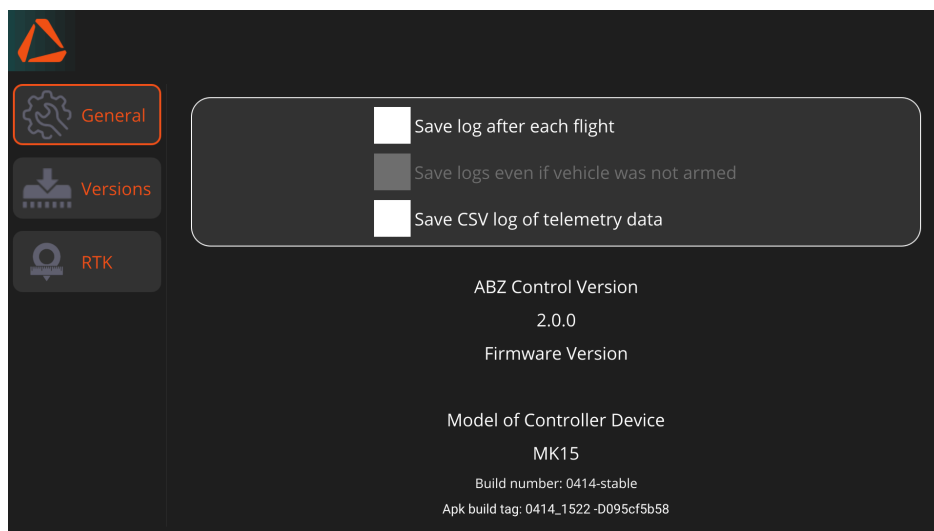 General
Versions
RTK
Save log after each flight
Save logs even if vehicle was not armed
Save CSV log of telemetry data
ABZ Control Version
2.0.0
Firmware Version
Model of Controller Device
MK15
Build number: 0414-stable
Apk build tag: 0414_1522 -D095cf5b58